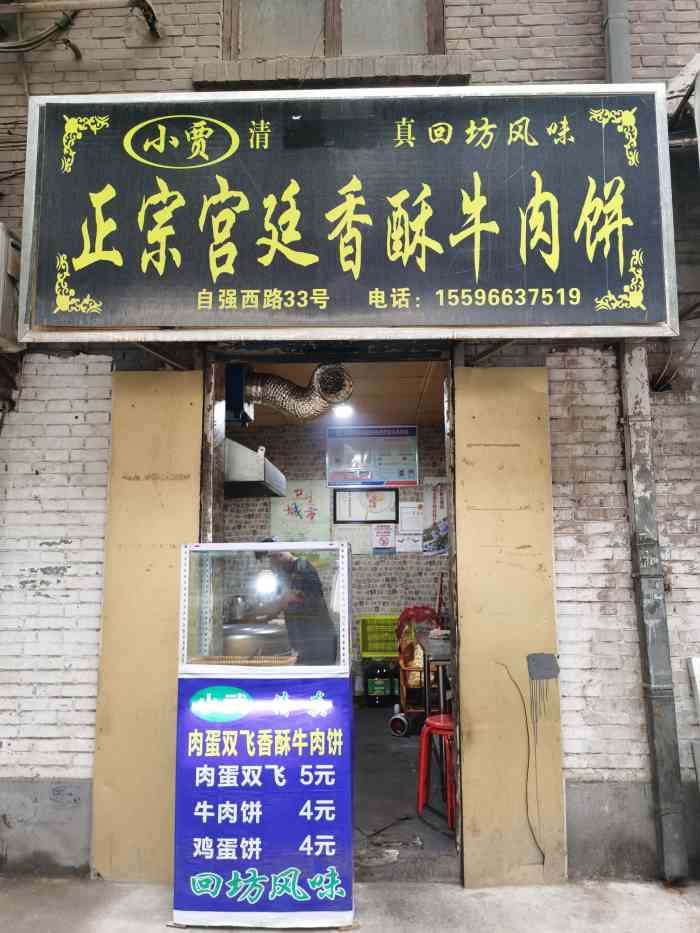 小贾 清 真回坊风味
正宗宫廷香酥牛肉饼
自强西路33号 电话：15596637519
清真
肉蛋双飞香酥牛肉饼
肉蛋双飞 5元
牛肉饼 4元
鸡蛋饼 4元
回坊风味